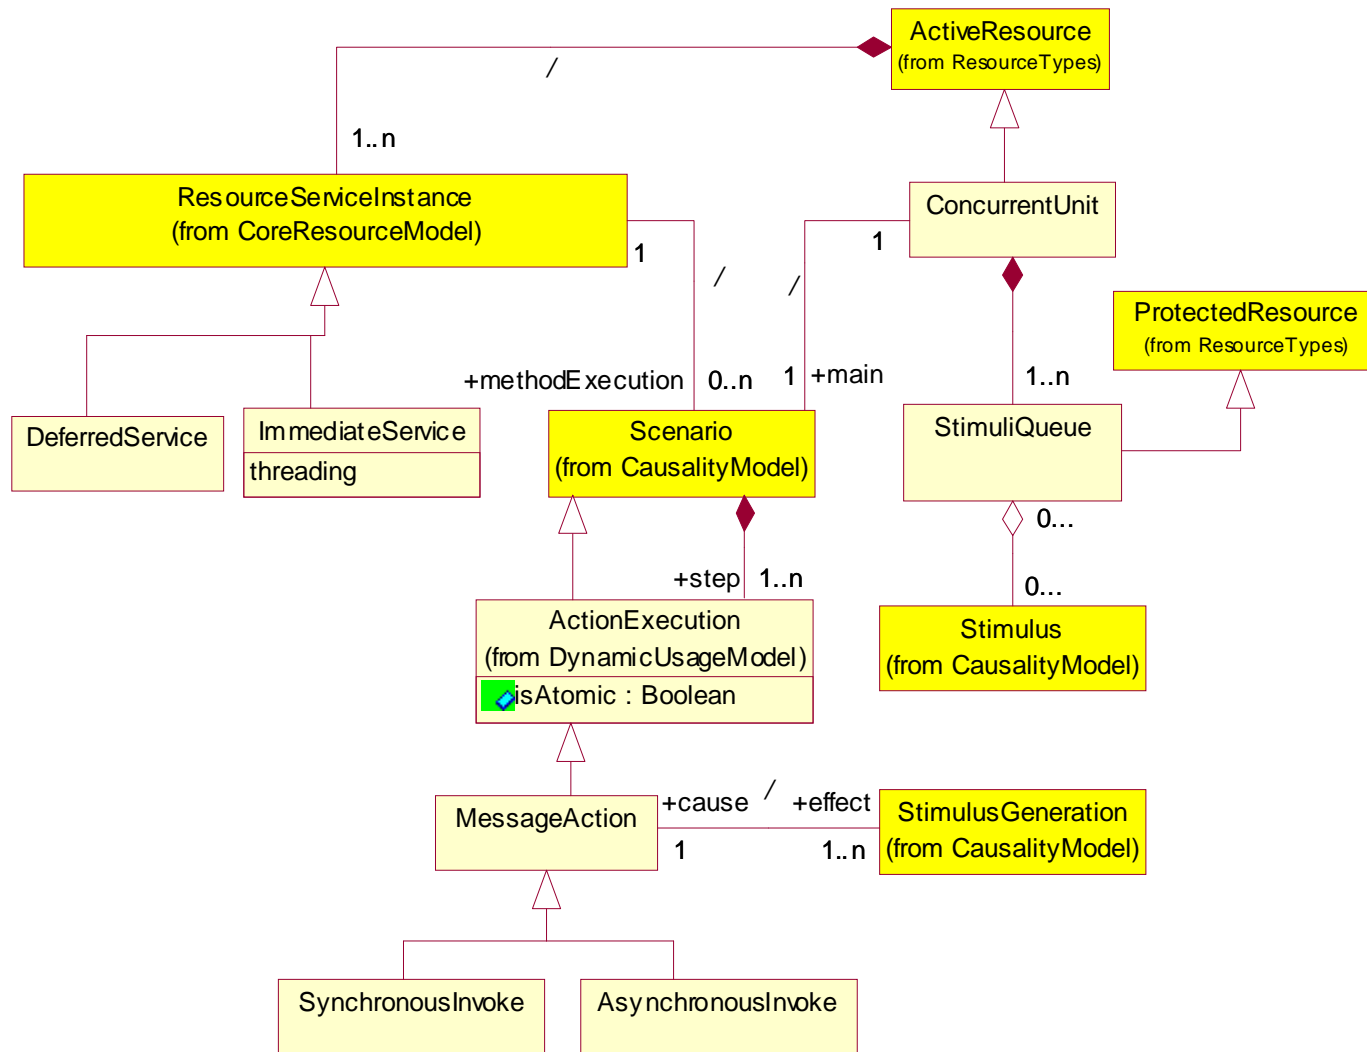 ActiveResource
(from ResourceTypes)
/
1..n
ResourceServiceInstance
(from CoreResourceModel)
ConcurrentUnit
1
1
/
/
ProtectedResource
(from ResourceTypes)
+methodExecution
0..n
1
+main
1..n
DeferredService
ImmediateService
threading
Scenario
(from CausalityModel)
StimuliQueue
0...
+step
1..n
0...
ActionExecution
(from DynamicUsageModel)
isAtomic : Boolean
Stimulus
(from CausalityModel)
MessageAction
+cause
/
+effect
1
1..n
StimulusGeneration
(from CausalityModel)
SynchronousInvoke
AsynchronousInvoke